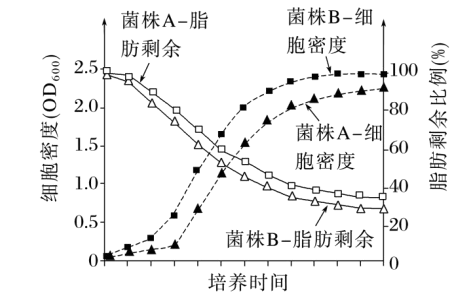 菌株A-脂
肪剩余
菌株B-细
胞密度
细胞密度(OD600)
2.5
2.0
1.5
1.0
0.5
0
100
80
60
40
20
0
脂肪剩余比例(%)
菌株A-细
胞密度
菌株B-脂肪剩余
培养时间